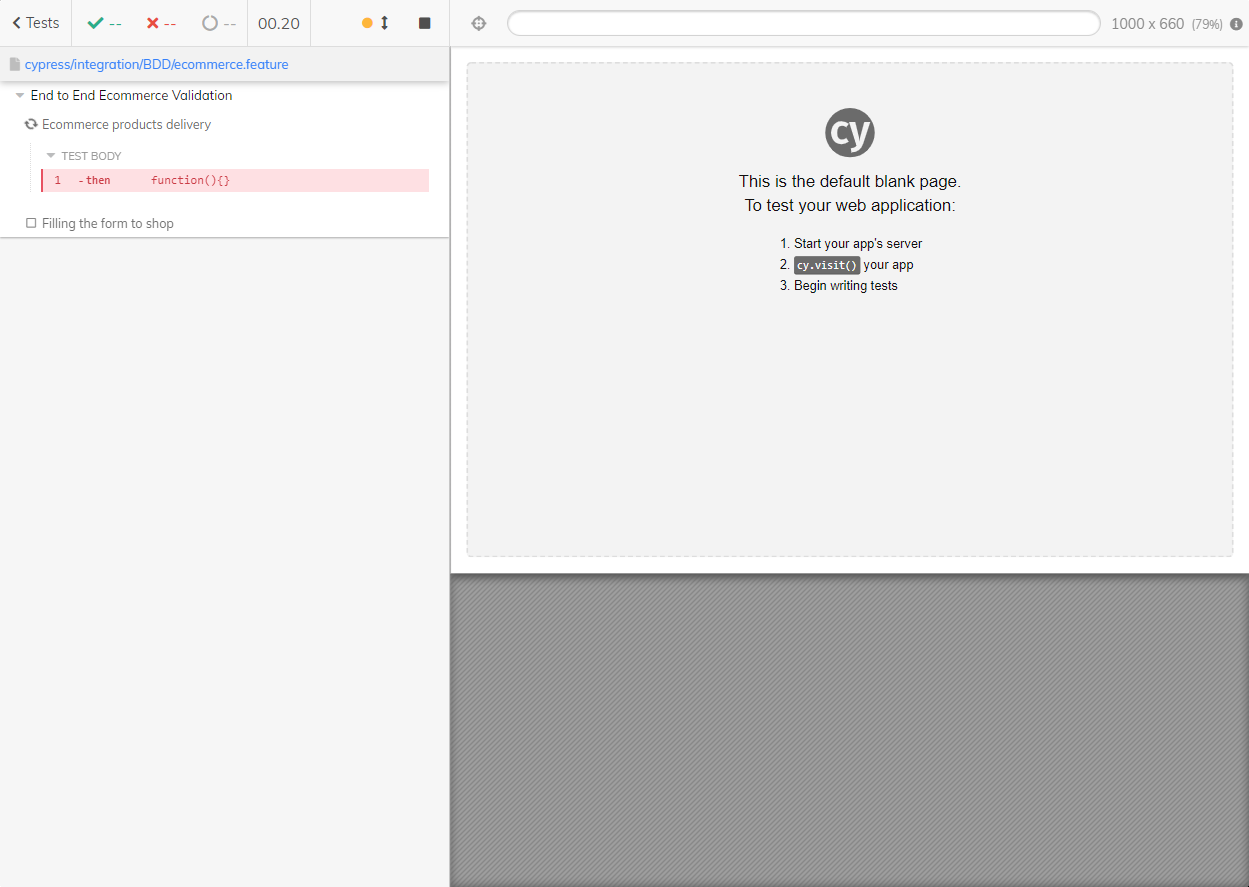 Tests -- -- -- 00.20
1000 x 660 (79%)
cypress/integration/BDD/ecommerce.feature
End to End Ecommerce Validation
Ecommerce products delivery
TEST BODY
1 -then function(){}
Filling the form to shop
cy
This is the default blank page.
To test your web application:
1. Start your app's server
2. cy.visit() your app
3. Begin writing tests